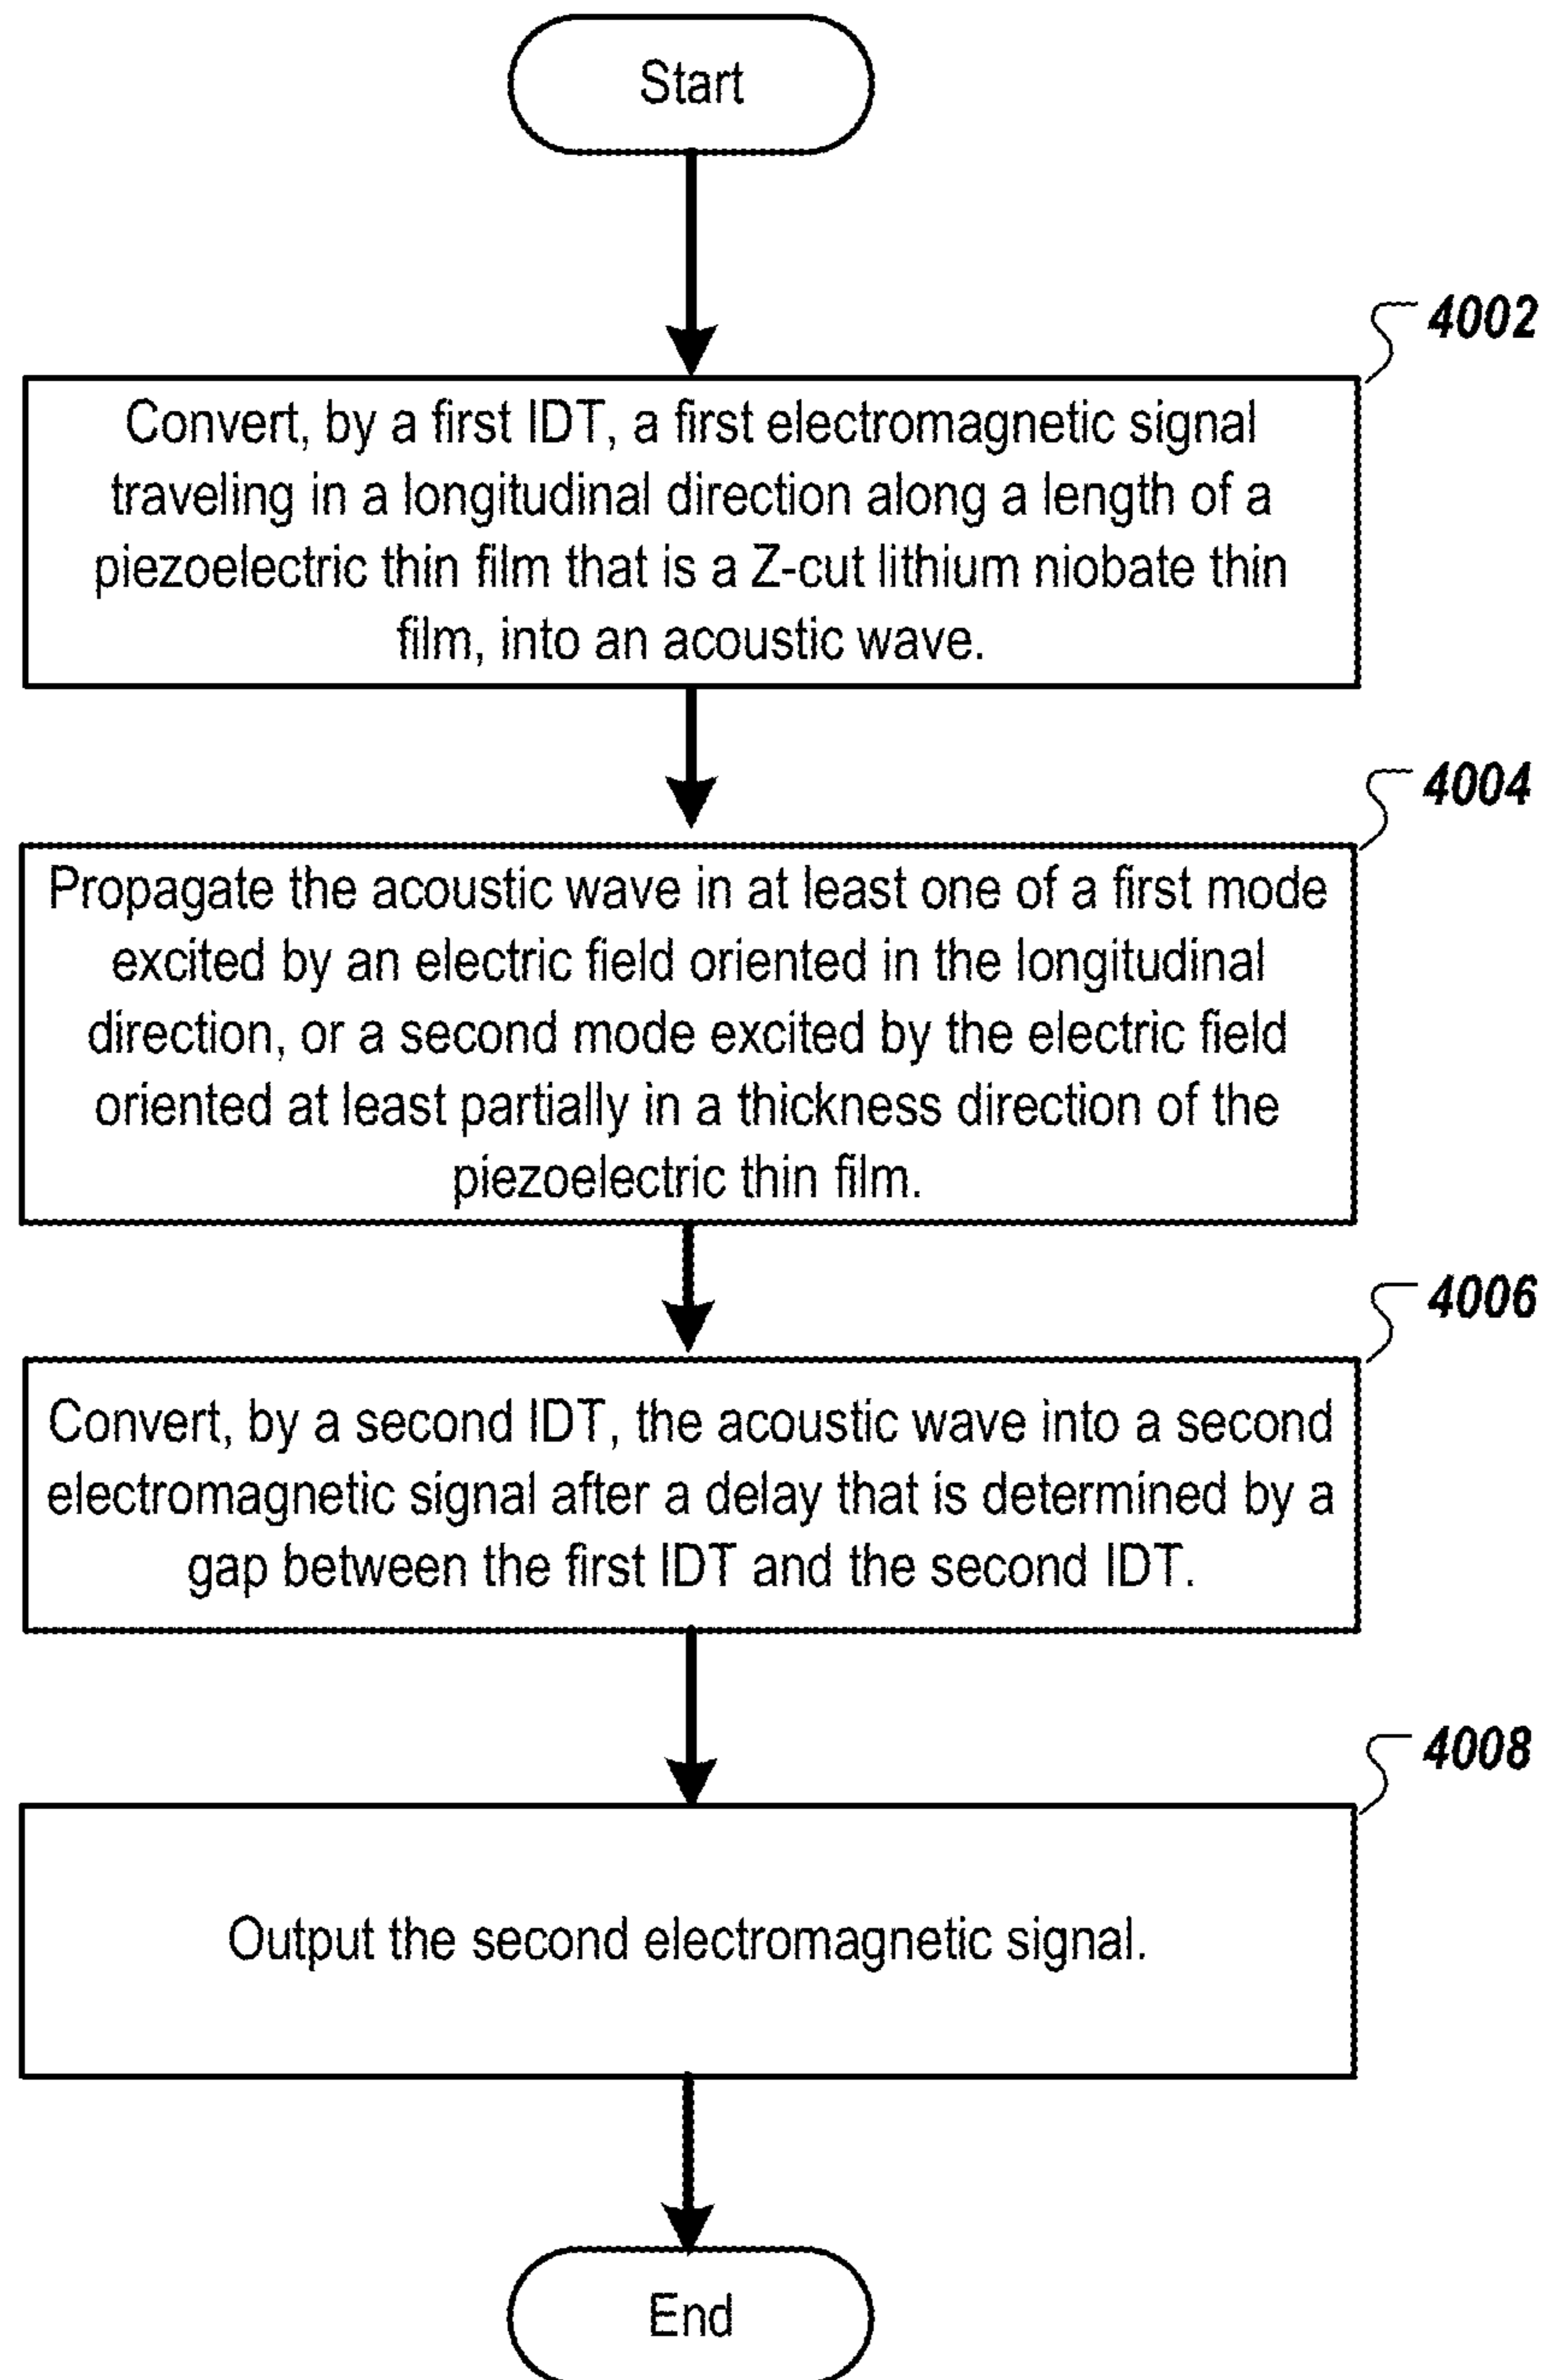 Start
4002
Convert, by a first IDT, a first electromagnetic signal
traveling in a longitudinal direction along a length of a
piezoelectric thin film that is a Z-cut lithium niobate thin
film, into an acoustic wave.
4004
Propagate the acoustic wave in at least one of a first mode
excited by an electric field oriented in the longitudinal
direction, or a second mode excited by the electric field
oriented at least partially in a thickness direction of the
piezoelectric thin film.
4006
Convert, by a second IDT, the acoustic wave into a second
electromagnetic signal after a delay that is determined by a
gap between the first IDT and the second IDT.
4008
Output the second electromagnetic signal.
End